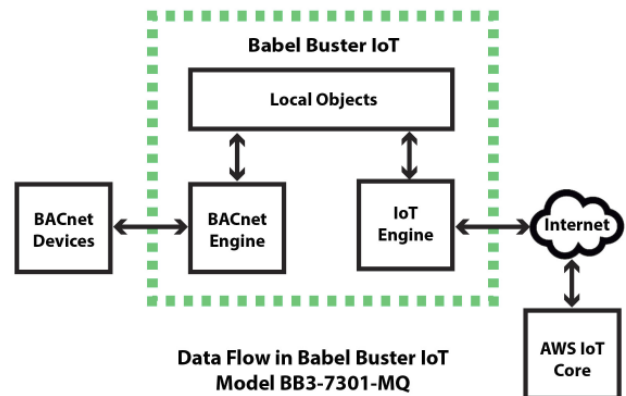 Babel Buster IoT
Local Objects
BACnet
Devices
BACnet
Engine
IoT
Engine
Internet
AWS IoT
Core
Data Flow in Babel Buster IoT
Model BB3-7301-MQ